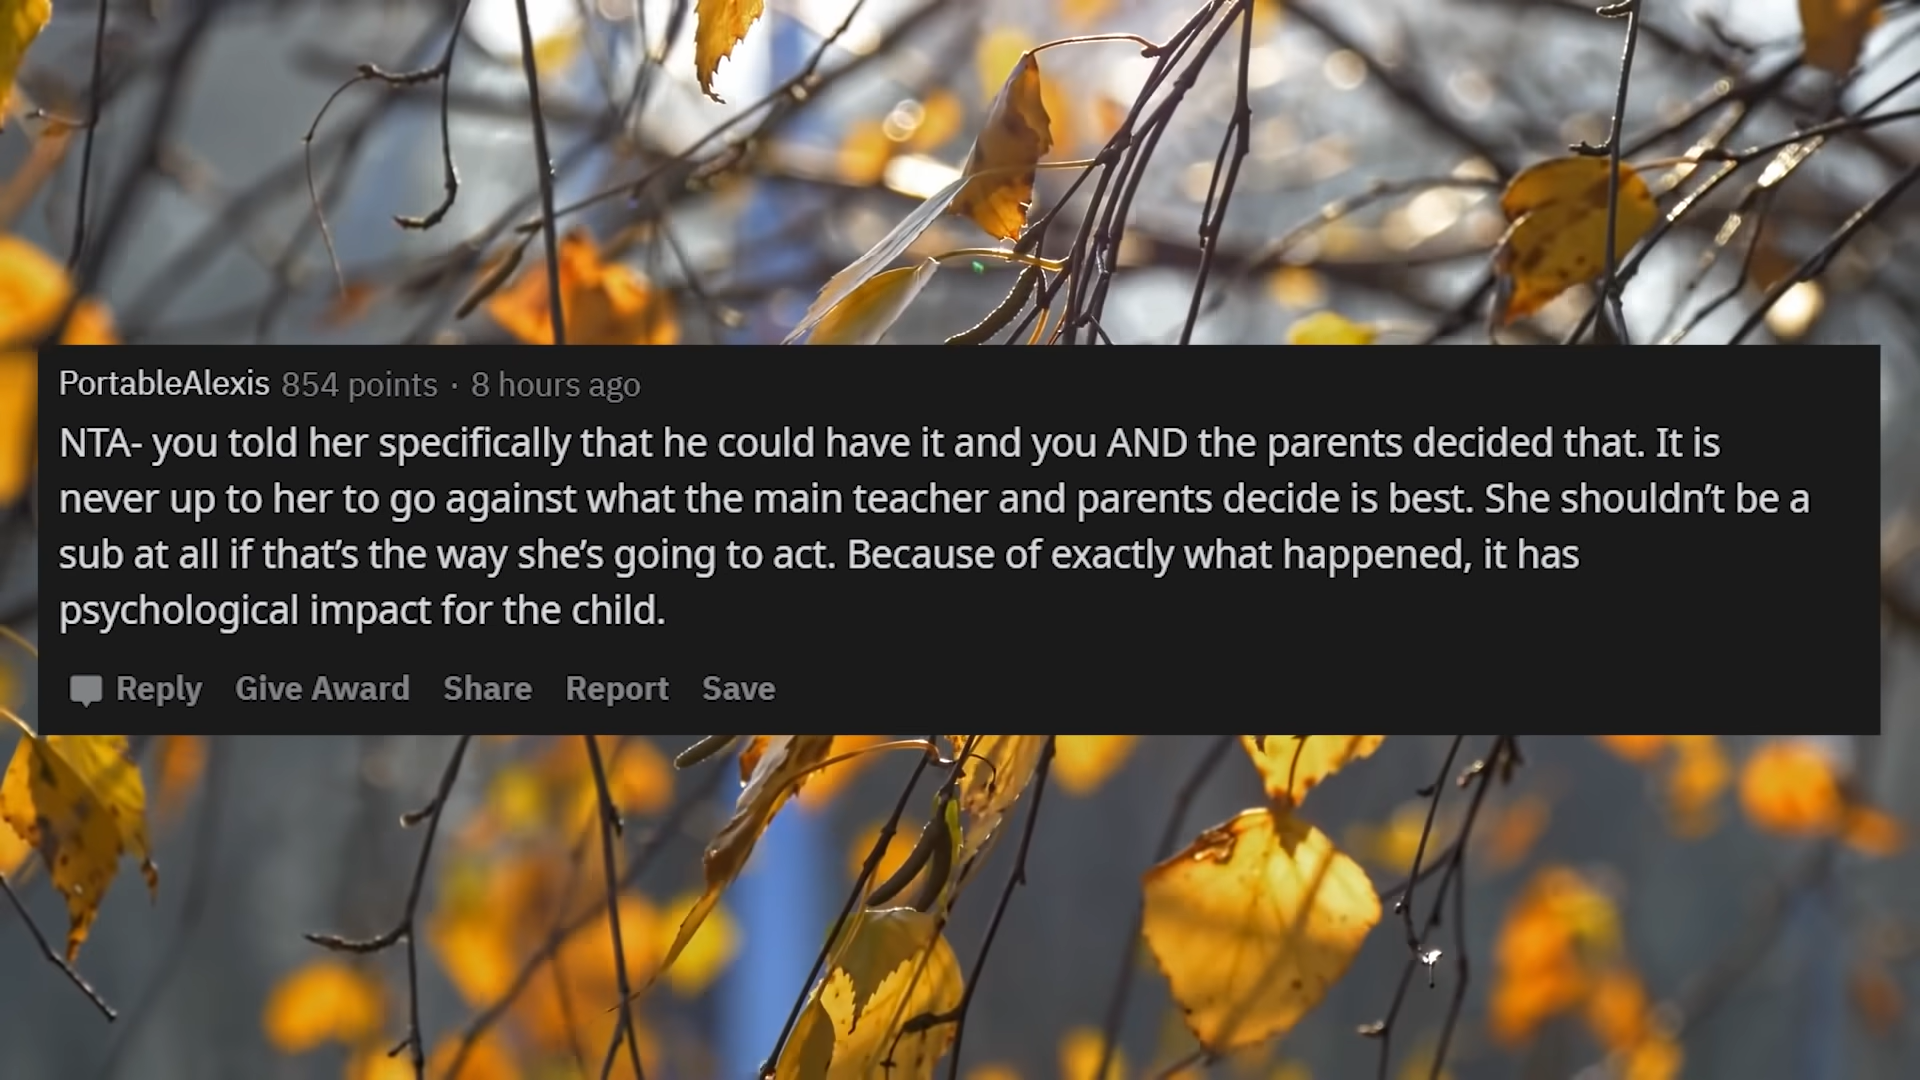 PortableAlexis 854 points · 8 hours ago
NTA- you told her specifically that he could have it and you AND the parents decided that. It is
never up to her to go against what the main teacher and parents decide is best. She shouldn’t be a
sub at all if that’s the way she’s going to act. Because of exactly what happened, it has
psychological impact for the child.
Reply Give Award Share Report Save